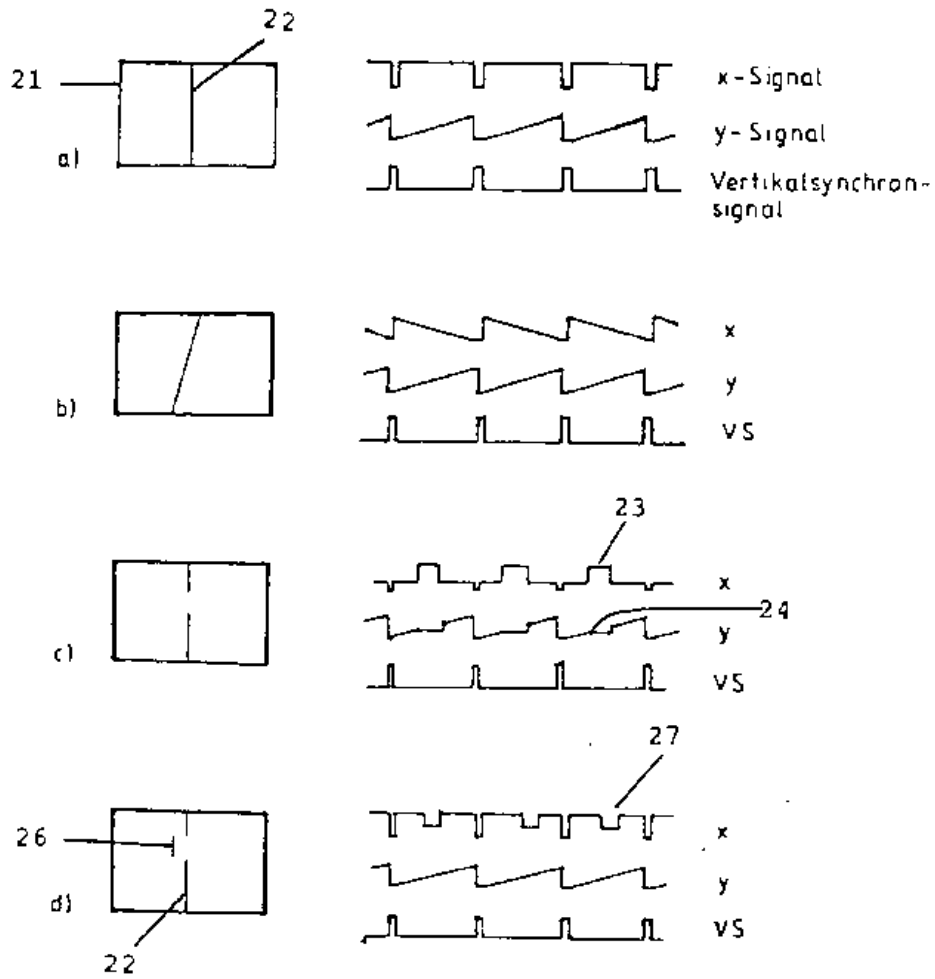 22
21
x-Signal
y-Signal
a)
Vertikalsynchron-
signal
x
y
b)
VS
23
x
24
y
c)
VS
27
26
x
y
d)
VS
22